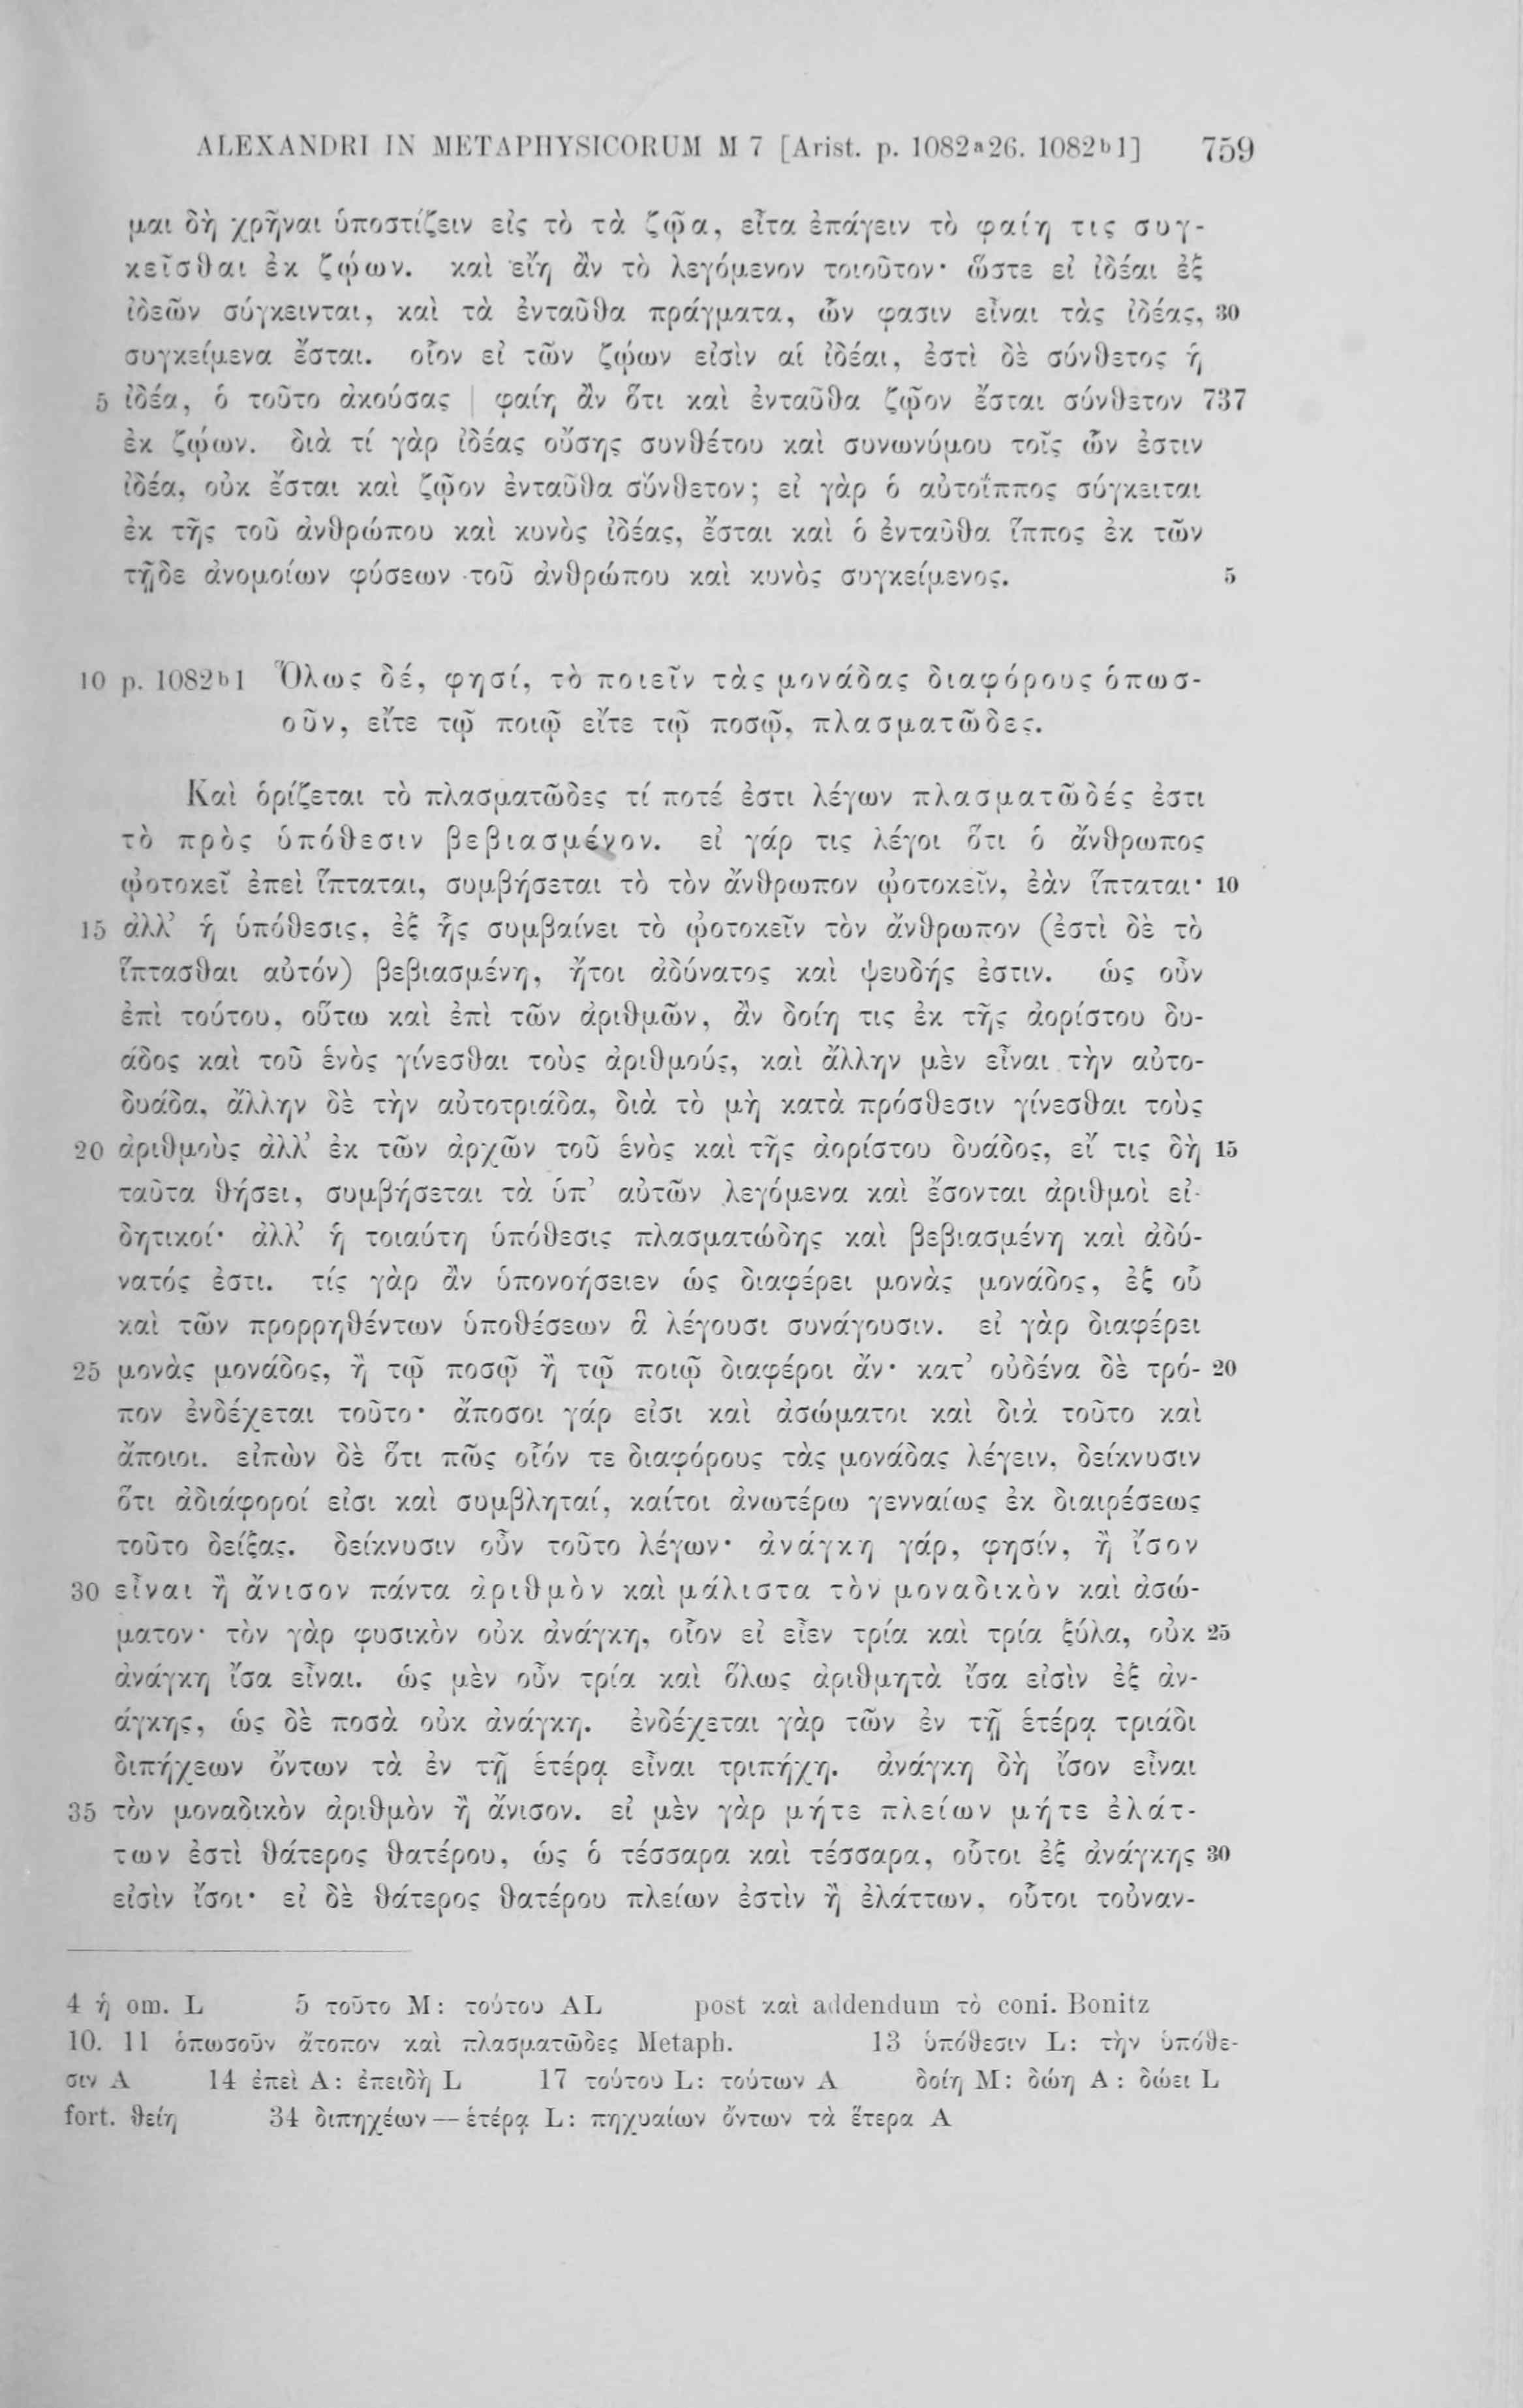 ALEXANDRI IN METAPHYSICORUM M 7 [Arist. p. 1082ᵃ26. 1082ᵇ1] 759
μαι δὴ χρῆναι ὑποστίζειν εἰς τὸ τὰ ζῷα, εἶτα ἐπάγειν τὸ φαίη τις συγ-
κεῖσθαι ἐκ ζῴων. καὶ εἴη ἂν τὸ λεγόμενον τοιοῦτον· ὥστε εἰ ἰδέαι ἐξ
ἰδεῶν σύγκεινται, καὶ τὰ ἐνταῦθα πράγματα, ὧν φασιν εἶναι τὰς ἰδέας, 30
συγκείμενα ἔσται. οἷον εἰ τῶν ζῴων εἰσὶν αἱ ἰδέαι, ἐστὶ δὲ σύνθετος ἡ
5 ἰδέα, ὁ τοῦτο ἀκούσας | φαίη ἂν ὅτι καὶ ἐνταῦθα ζῷον ἔσται σύνθετον 737
ἐκ ζῴων. διὰ τί γὰρ ἰδέας οὔσης συνθέτου καὶ συνωνύμου τοῖς ὧν ἐστιν
ἰδέα, οὐκ ἔσται καὶ ζῷον ἐνταῦθα σύνθετον; εἰ γὰρ ὁ αὐτοΐππος σύγκειται
ἐκ τῆς τοῦ ἀνθρώπου καὶ κυνὸς ἰδέας, ἔσται καὶ ὁ ἐνταῦθα ἵππος ἐκ τῶν
τῇδε ἀνομοίων φύσεων τοῦ ἀνθρώπου καὶ κυνὸς συγκείμενος. 5
10 p. 1082ᵇ1 Ὅλως δέ, φησί, τὸ ποιεῖν τὰς μονάδας διαφόρους ὁπωσ-
οῦν, εἴτε τῷ ποιῷ εἴτε τῷ ποσῷ, πλασματῶδες.
Καὶ ὁρίζεται τὸ πλασματῶδες τί ποτέ ἐστι λέγων πλασματῶδές ἐστι
τὸ πρὸς ὑπόθεσιν βεβιασμένον. εἰ γάρ τις λέγοι ὅτι ὁ ἄνθρωπος
ᾠοτοκεῖ ἐπεὶ ἵπταται, συμβήσεται τὸ τὸν ἄνθρωπον ᾠοτοκεῖν, ἐὰν ἵπταται· 10
15 ἀλλ’ ἡ ὑπόθεσις, ἐξ ἧς συμβαίνει τὸ ᾠοτοκεῖν τὸν ἄνθρωπον (ἐστὶ δὲ τὸ
ἵπτασθαι αὐτόν) βεβιασμένη, ἤτοι ἀδύνατος καὶ ψευδής ἐστιν. ὡς οὖν
ἐπὶ τούτου, οὕτω καὶ ἐπὶ τῶν ἀριθμῶν, ἂν δοίη τις ἐκ τῆς ἀορίστου δυ-
άδος καὶ τοῦ ἑνὸς γίνεσθαι τοὺς ἀριθμούς, καὶ ἄλλην μὲν εἶναι τὴν αὐτο-
δυάδα, ἄλλην δὲ τὴν αὐτοτριάδα, διὰ τὸ μὴ κατὰ πρόσθεσιν γίνεσθαι τοὺς
20 ἀριθμοὺς ἀλλ’ ἐκ τῶν ἀρχῶν τοῦ ἑνὸς καὶ τῆς ἀορίστου δυάδος, εἴ τις δὴ 15
ταῦτα θήσει, συμβήσεται τὰ ὑπ’ αὐτῶν λεγόμενα καὶ ἔσονται ἀριθμοὶ εἰ-
δητικοί· ἀλλ’ ἡ τοιαύτη ὑπόθεσις πλασματώδης καὶ βεβιασμένη καὶ ἀδύ-
νατός ἐστι. τίς γὰρ ἂν ὑπονοήσειεν ὡς διαφέρει μονὰς μονάδος, ἐξ οὗ
καὶ τῶν προρρηθέντων ὑποθέσεων ἃ λέγουσι συνάγουσιν. εἰ γὰρ διαφέρει
25 μονὰς μονάδος, ἢ τῷ ποσῷ ἢ τῷ ποιῷ διαφέροι ἄν· κατ’ οὐδένα δὲ τρό- 20
πον ἐνδέχεται τοῦτο· ἄποσοι γάρ εἰσι καὶ ἀσώματοι καὶ διὰ τοῦτο καὶ
ἄποιοι. εἰπὼν δὲ ὅτι πῶς οἷόν τε διαφόρους τὰς μονάδας λέγειν, δείκνυσιν
ὅτι ἀδιάφοροί εἰσι καὶ συμβληταί, καίτοι ἀνωτέρω γενναίως ἐκ διαιρέσεως
τοῦτο δείξας. δείκνυσιν οὖν τοῦτο λέγων· ἀνάγκη γάρ, φησίν, ἢ ἴσον
30 εἶναι ἢ ἄνισον πάντα ἀριθμὸν καὶ μάλιστα τὸν μοναδικὸν καὶ ἀσώ-
ματον· τὸν γὰρ φυσικὸν οὐκ ἀνάγκη, οἷον εἰ εἶεν τρία καὶ τρία ξύλα, οὐκ 25
ἀνάγκη ἴσα εἶναι. ὡς μὲν οὖν τρία καὶ ὅλως ἀριθμητὰ ἴσα εἰσὶν ἐξ ἀν-
άγκης, ὡς δὲ ποσὰ οὐκ ἀνάγκη. ἐνδέχεται γὰρ τῶν ἐν τῇ ἑτέρᾳ τριάδι
διπήχεων ὄντων τὰ ἐν τῇ ἑτέρᾳ εἶναι τριπήχη. ἀνάγκη δὴ ἴσον εἶναι
35 τὸν μοναδικὸν ἀριθμὸν ἢ ἄνισον. εἰ μὲν γὰρ μήτε πλείων μήτε ἐλάτ-
των ἐστὶ θάτερος θατέρου, ὡς ὁ τέσσαρα καὶ τέσσαρα, οὗτοι ἐξ ἀνάγκης 30
εἰσὶν ἴσοι· εἰ δὲ θάτερος θατέρου πλείων ἐστὶν ἢ ἐλάττων, οὗτοι τοὐναν-
4 ἡ om. L 5 τοῦτο M: τούτου AL post καὶ addendum τὸ coni. Bonitz
10. 11 ὁπωσοῦν ἄτοπον καὶ πλασματῶδες Metaph. 13 ὑπόθεσιν L: τὴν ὑπόθε-
σιν A 14 ἐπεὶ A: ἐπειδὴ L 17 τούτου L: τούτων A δοίη M: δώη A: δώει L
fort. θείη 34 διπηχέων — ἑτέρᾳ L: πηχυαίων ὄντων τὰ ἕτερα A